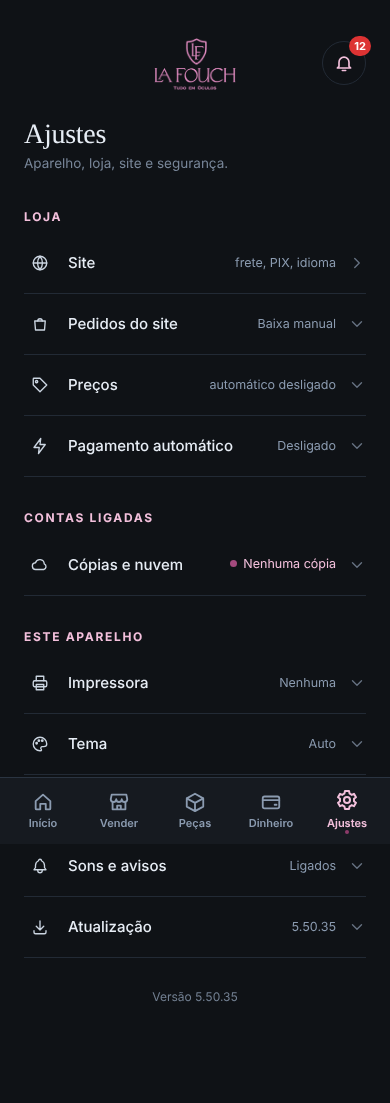 12
LF
LA FOUCH
TUDO EM ÓCULOS
Ajustes
Aparelho, loja, site e segurança.
LOJA
Site frete, PIX, idioma
Pedidos do site Baixa manual
Preços automático desligado
Pagamento automático Desligado
CONTAS LIGADAS
Cópias e nuvem Nenhuma cópia
ESTE APARELHO
Impressora Nenhuma
Tema Auto
Início Vender Peças Dinheiro Ajustes
Sons e avisos Ligados
Atualização 5.50.35
Versão 5.50.35